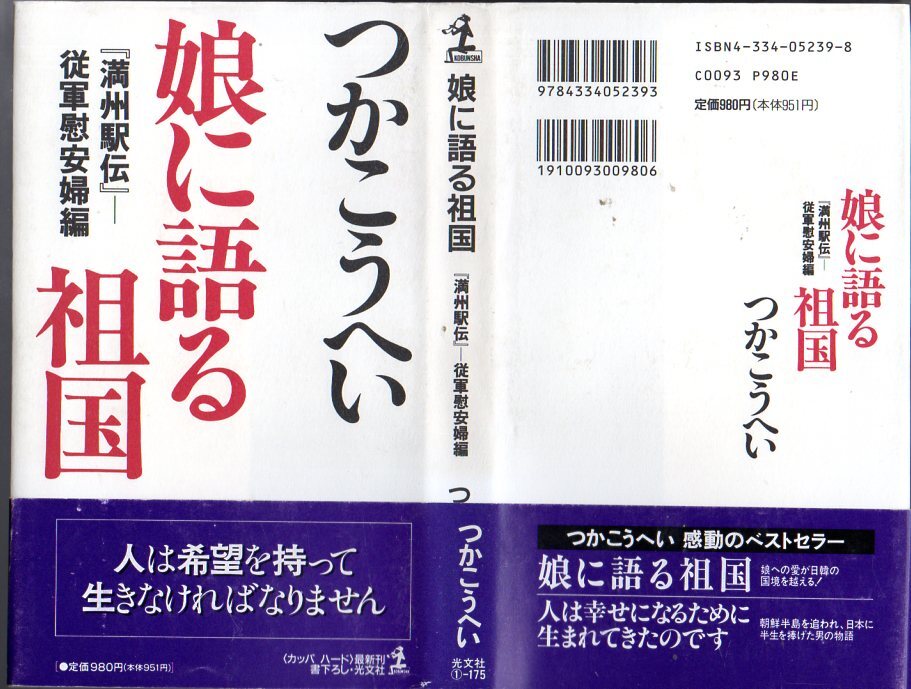 つかこうへい
娘に語る
祖国
『満州駅伝』―
従軍慰安婦編
人は希望を持って
生きなければなりません
●定価980円(本体951円)
〈カッパ ハード〉最新刊
書下ろし・光文社
KOBUNSHA
KOBUNSHA
娘に語る祖国
『満州駅伝』―従軍慰安婦編
つ
つかこうへい
光文社
①-175
9784334052393
1910093009806
ISBN4-334-05239-8
C0093 P980E
定価980円(本体951円)
娘に語る
祖国
『満州駅伝』―
従軍慰安婦編
つかこうへい
つかこうへい 感動のベストセラー
娘に語る祖国
娘への愛が日韓の
国境を越える!
人は幸せになるために
生まれてきたのです
朝鮮半島を追われ、日本に
半生を捧げた男の物語